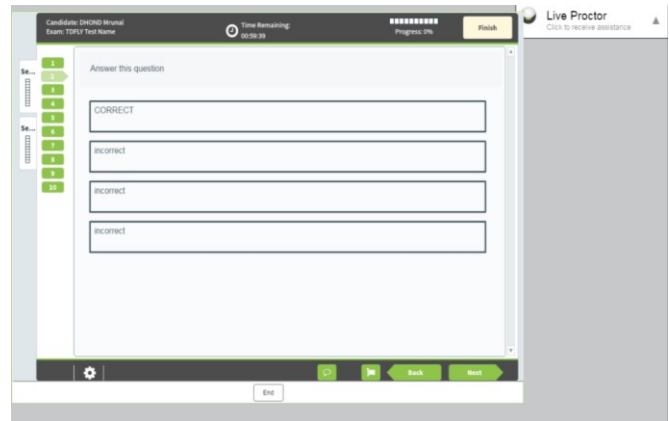 Candidate: DHOND Mrunal
Exam: TDFLY Test Name
Time Remaining:
00:59:39
Progress: 0%
Finish
Live Proctor
Click to receive assistance
Se...
Se...
1
2
3
4
5
6
7
8
9
10
Answer this question
CORRECT
incorrect
incorrect
incorrect
Back
Next
End